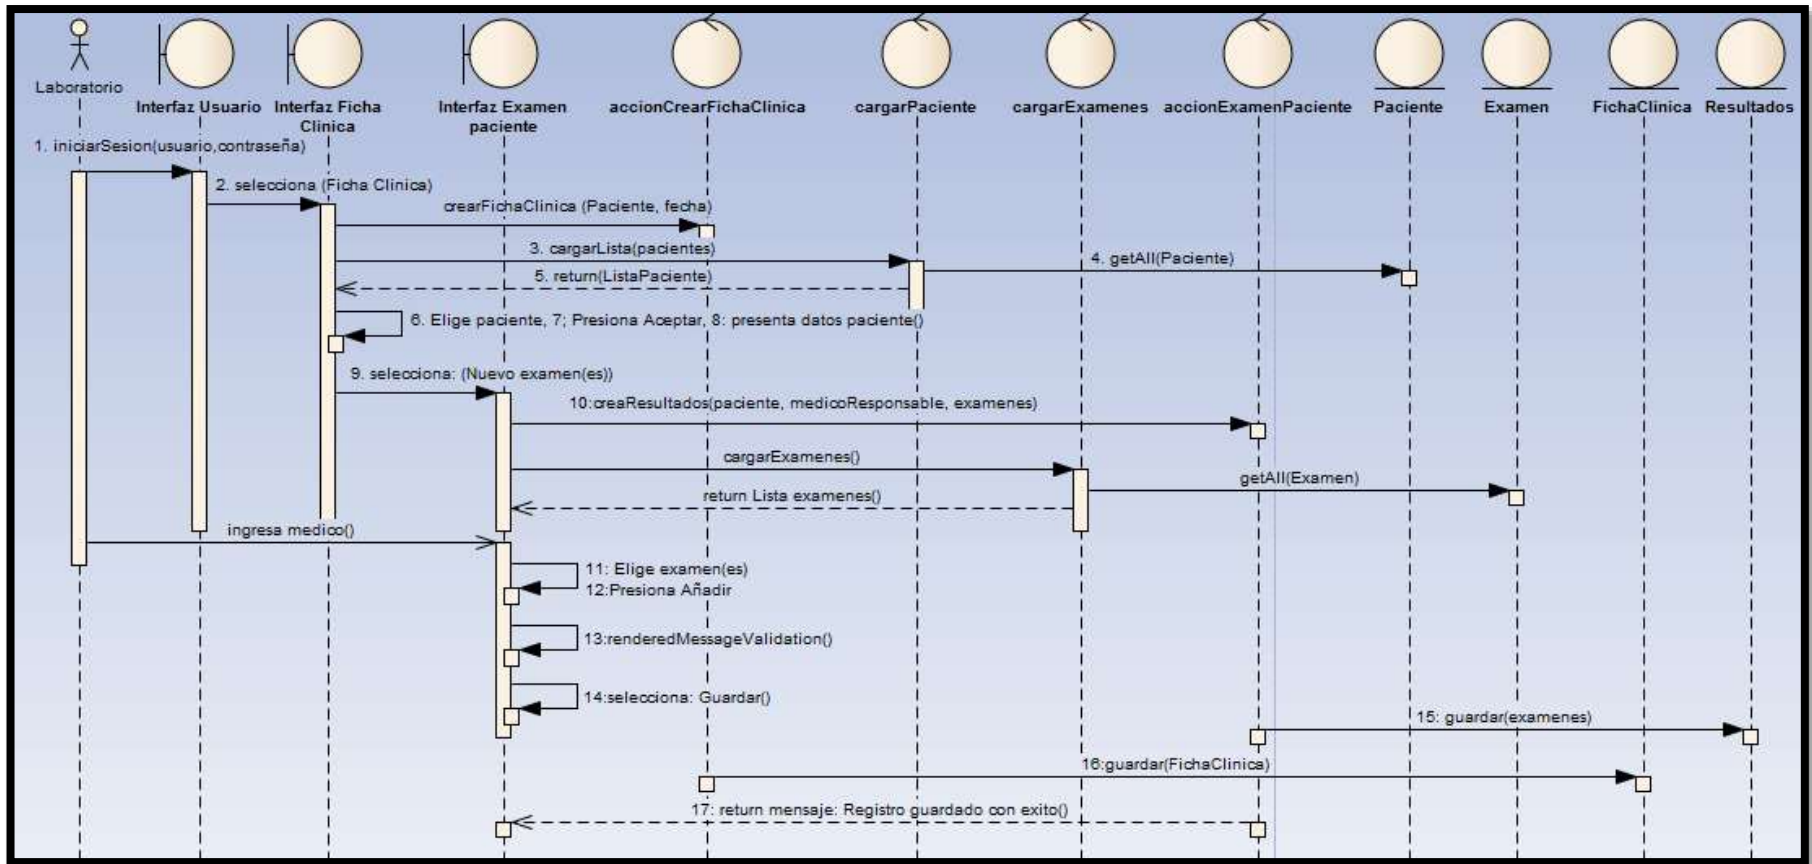 Laboratorio
Interfaz Usuario
Interfaz Ficha
Clinica
Interfaz Examen
paciente
accionCrearFichaClinica
cargarPaciente
cargarExamenes
accionExamenPaciente
Paciente
Examen
FichaClinica
Resultados
1. iniciarSesion(usuario,contraseña)
2. selecciona (Ficha Clinica)
crearFichaClinica (Paciente, fecha)
3. cargarLista(pacientes)
4. getAll(Paciente)
5. return(ListaPaciente)
6. Elige paciente, 7; Presiona Aceptar, 8: presenta datos paciente()
9. selecciona: (Nuevo examen(es))
10:creaResultados(paciente, medicoResponsable, examenes)
cargarExamenes()
getAll(Examen)
return Lista examenes()
ingresa medico()
11: Elige examen(es)
12:Presiona Añadir
13:renderedMessageValidation()
14:selecciona: Guardar()
15: guardar(examenes)
16:guardar(FichaClinica)
17: return mensaje: Registro guardado con exito()